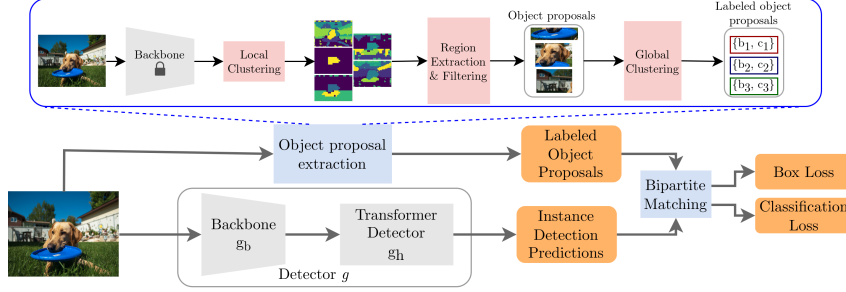 Object proposals
Labeled object
proposals
Backbone
Local
Clustering
Region
Extraction
& Filtering
Global
Clustering
{b1, c1}
{b2, c2}
{b3, c3}
Object proposal
extraction
Labeled
Object
Proposals
Bipartite
Matching
Box Loss
Classification
Loss
Backbone
gb
Transformer
Detector
gh
Instance
Detection
Predictions
Detector g